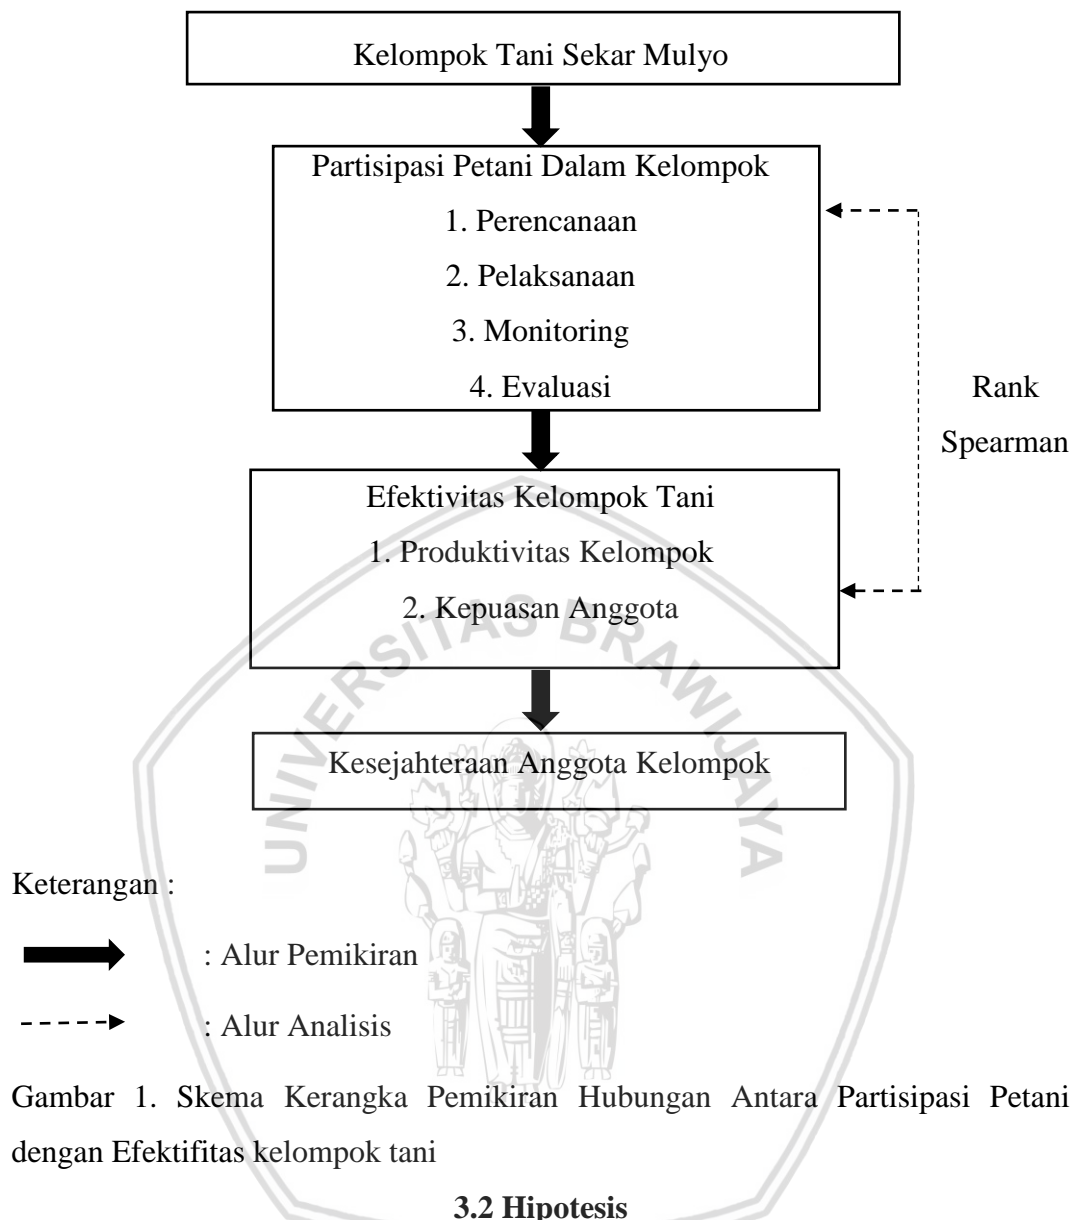 Kelompok Tani Sekar Mulyo
Partisipasi Petani Dalam Kelompok
1. Perencanaan
2. Pelaksanaan
3. Monitoring
4. Evaluasi
Rank
Spearman
Efektivitas Kelompok Tani
1. Produktivitas Kelompok
2. Kepuasan Anggota
Kesejahteraan Anggota Kelompok
UNIVERSITAS BRAWIJAYA
Keterangan :
: Alur Pemikiran
: Alur Analisis
Gambar 1. Skema Kerangka Pemikiran Hubungan Antara Partisipasi Petani
dengan Efektifitas kelompok tani
3.2 Hipotesis